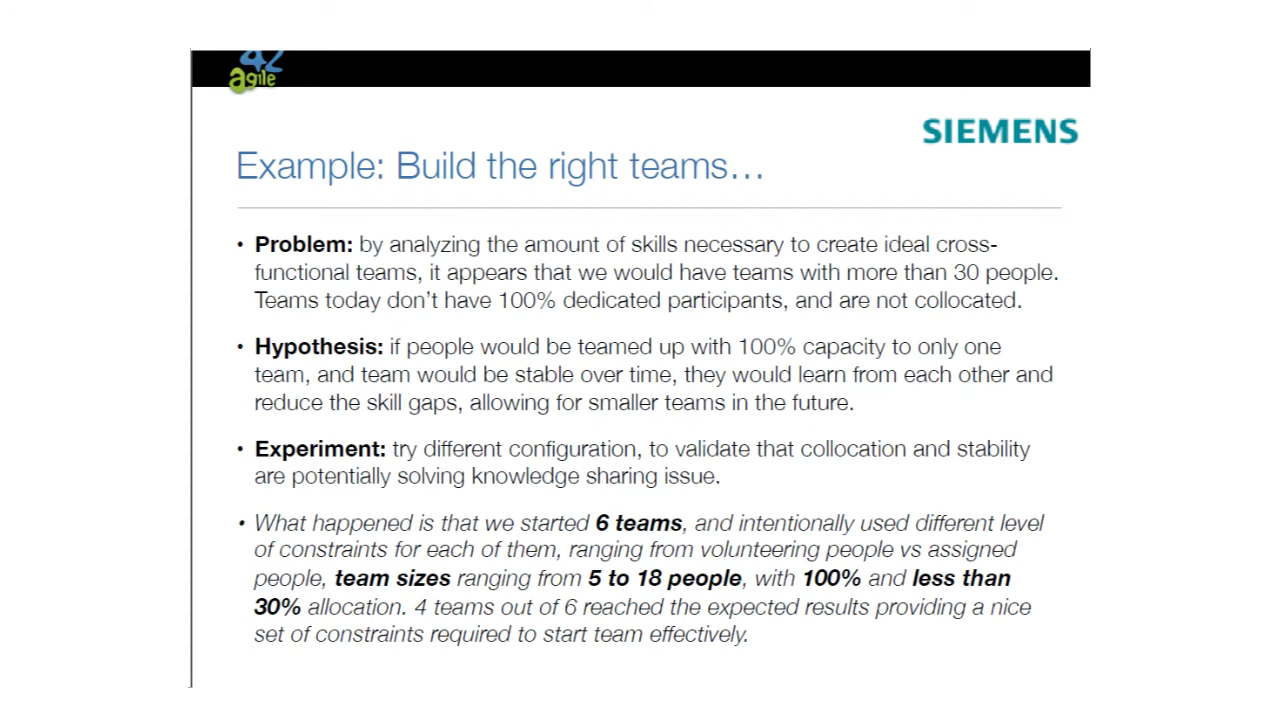 42
agile
SIEMENS
Example: Build the right teams…
• Problem: by analyzing the amount of skills necessary to create ideal cross-
functional teams, it appears that we would have teams with more than 30 people.
Teams today don't have 100% dedicated participants, and are not collocated.
• Hypothesis: if people would be teamed up with 100% capacity to only one
team, and team would be stable over time, they would learn from each other and
reduce the skill gaps, allowing for smaller teams in the future.
• Experiment: try different configuration, to validate that collocation and stability
are potentially solving knowledge sharing issue.
• What happened is that we started 6 teams, and intentionally used different level
of constraints for each of them, ranging from volunteering people vs assigned
people, team sizes ranging from 5 to 18 people, with 100% and less than
30% allocation. 4 teams out of 6 reached the expected results providing a nice
set of constraints required to start team effectively.